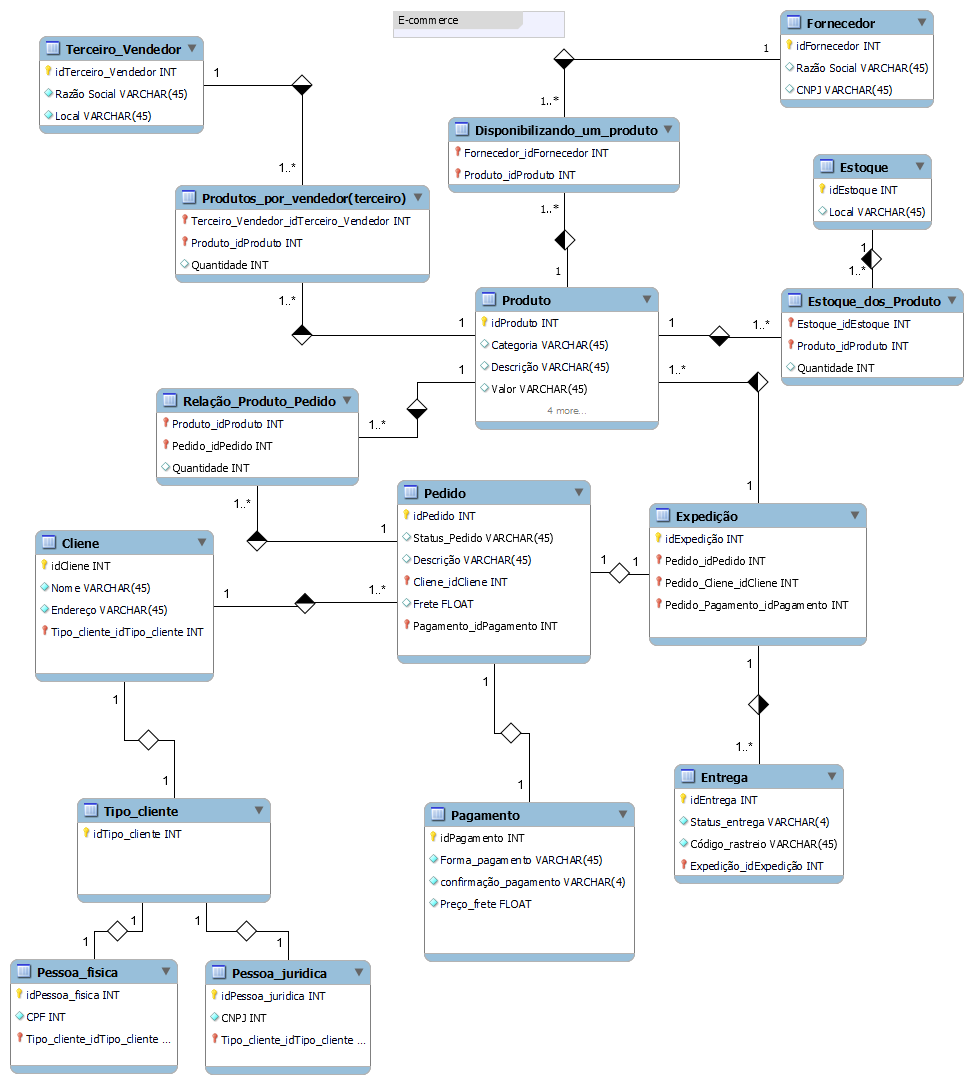 E-commerce
Terceiro_Vendedor
idTerceiro_Vendedor INT
Razão Social VARCHAR(45)
Local VARCHAR(45)
1
1..*
Fornecedor
idFornecedor INT
Razão Social VARCHAR(45)
CNPJ VARCHAR(45)
1
1..*
Disponibilizando_um_produto
Fornecedor_idFornecedor INT
Produto_idProduto INT
1..*
1
Estoque
idEstoque INT
Local VARCHAR(45)
1
1..*
Produtos_por_vendedor(terceiro)
Terceiro_Vendedor_idTerceiro_Vendedor INT
Produto_idProduto INT
Quantidade INT
1..*
1
Produto
idProduto INT
Categoria VARCHAR(45)
Descrição VARCHAR(45)
Valor VARCHAR(45)
4 more...
1
1..*
Estoque_dos_Produto
Estoque_idEstoque INT
Produto_idProduto INT
Quantidade INT
1..*
1
1
1..*
Relação_Produto_Pedido
Produto_idProduto INT
Pedido_idPedido INT
Quantidade INT
1..*
1
Pedido
idPedido INT
Status_Pedido VARCHAR(45)
Descrição VARCHAR(45)
Cliene_idCliene INT
Frete FLOAT
Pagamento_idPagamento INT
1
1
Expedição
idExpedição INT
Pedido_idPedido INT
Pedido_Cliene_idCliene INT
Pedido_Pagamento_idPagamento INT
Cliene
idCliene INT
Nome VARCHAR(45)
Endereço VARCHAR(45)
Tipo_cliente_idTipo_cliente INT
1
1..*
1
1
1
1
1
1..*
Tipo_cliente
idTipo_cliente INT
Pagamento
idPagamento INT
Forma_pagamento VARCHAR(45)
confirmação_pagamento VARCHAR(4)
Preço_frete FLOAT
Entrega
idEntrega INT
Status_entrega VARCHAR(4)
Código_rastreio VARCHAR(45)
Expedição_idExpedição INT
1
1
1
1
Pessoa_fisica
idPessoa_fisica INT
CPF INT
Tipo_cliente_idTipo_cliente ...
Pessoa_juridica
idPessoa_juridica INT
CNPJ INT
Tipo_cliente_idTipo_cliente ...